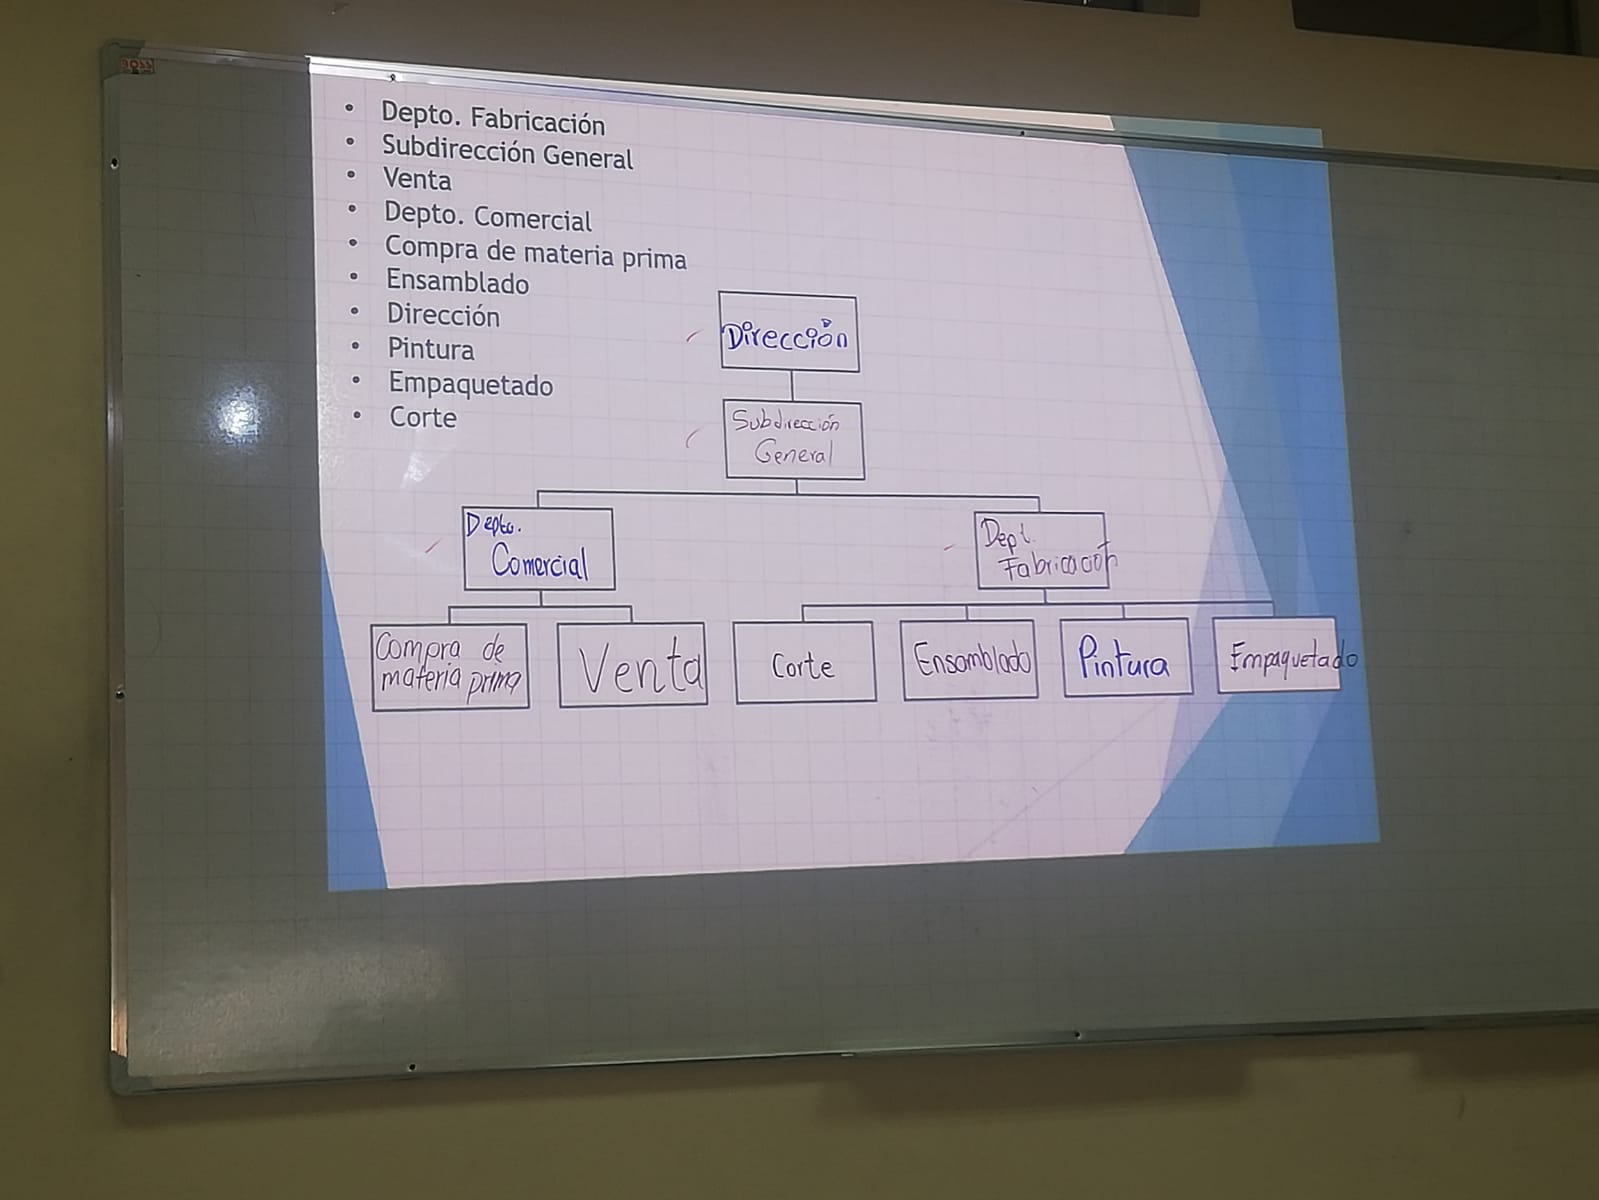 • Depto. Fabricación
• Subdirección General
• Venta
• Depto. Comercial
• Compra de materia prima
• Ensamblado
• Dirección
• Pintura
• Empaquetado
• Corte
Dirección
Subdirección
General
Depto.
Comercial
Dept.
Fabricación
Compra de
materia prima
Venta
Corte
Ensamblado
Pintura
Empaquetado